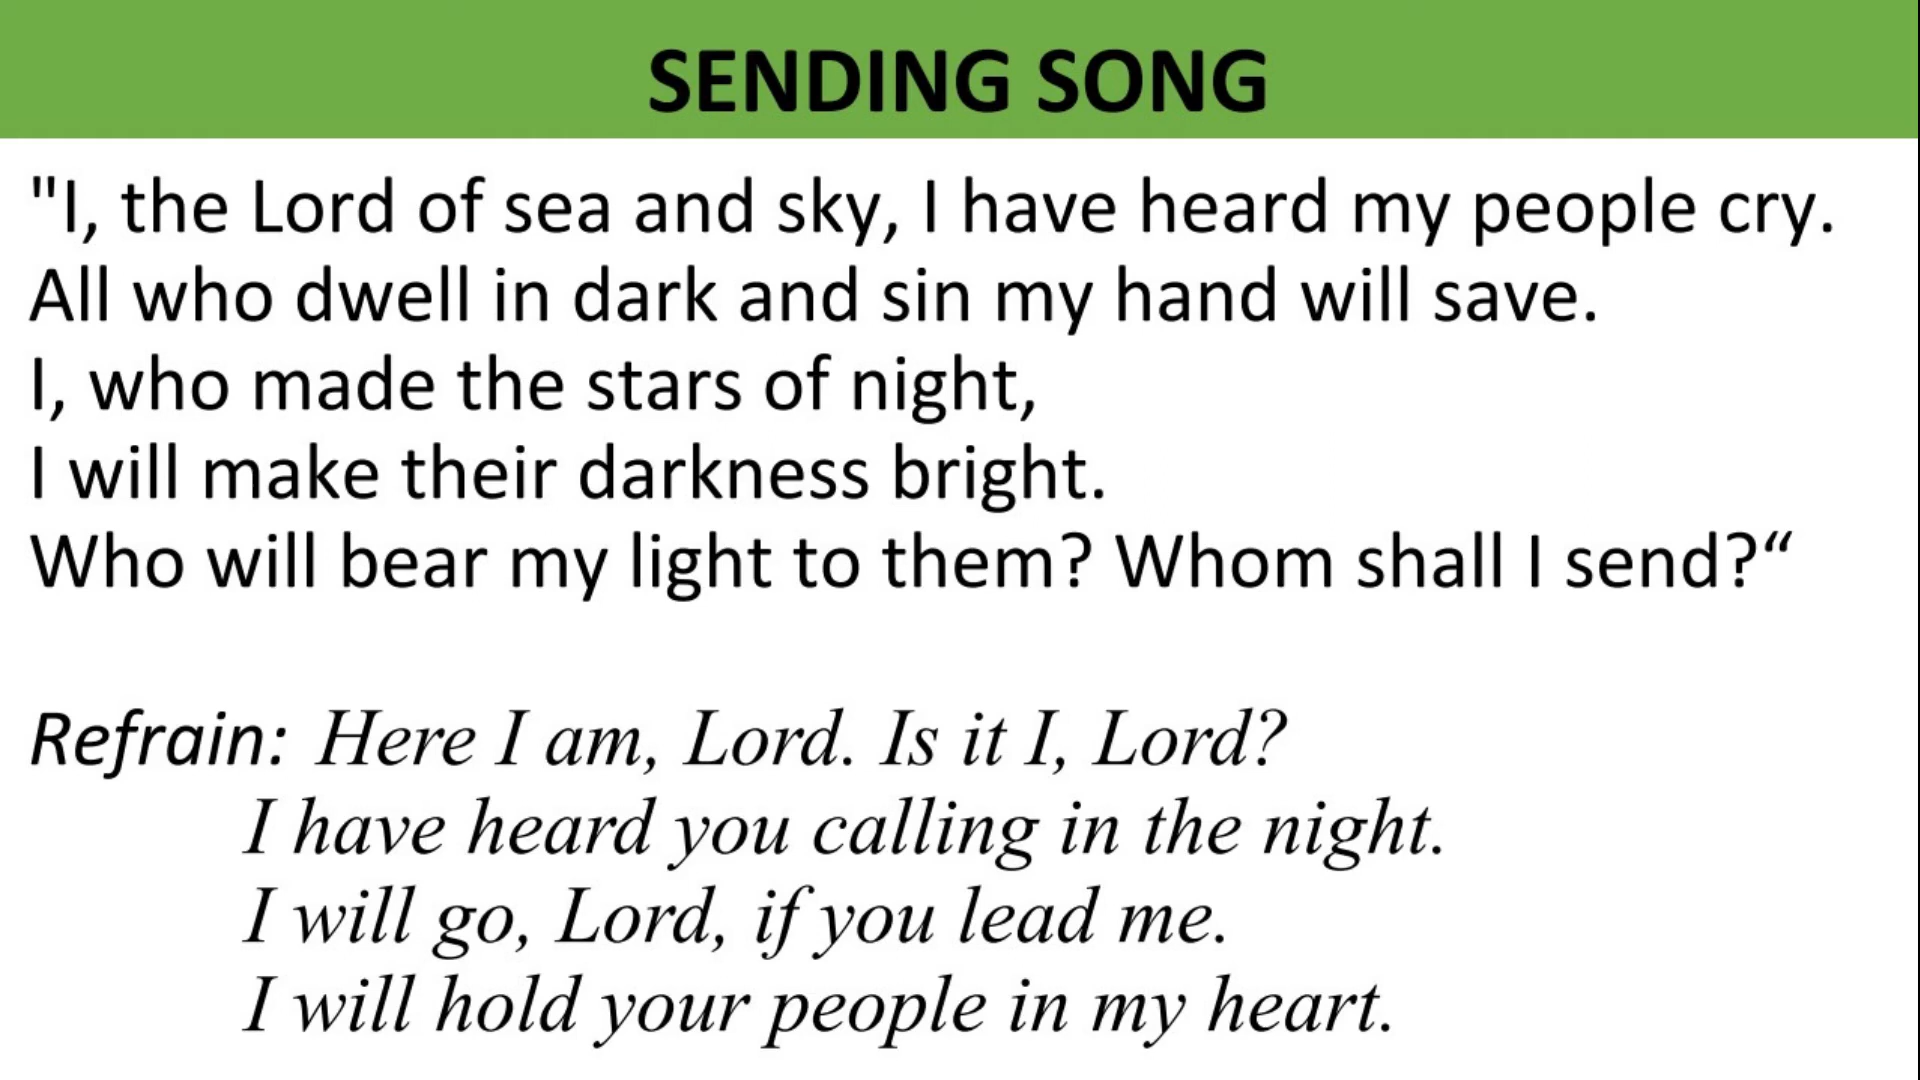 SENDING SONG
"I, the Lord of sea and sky, I have heard my people cry.
All who dwell in dark and sin my hand will save.
I, who made the stars of night,
I will make their darkness bright.
Who will bear my light to them? Whom shall I send?“
Refrain: Here I am, Lord. Is it I, Lord?
I have heard you calling in the night.
I will go, Lord, if you lead me.
I will hold your people in my heart.